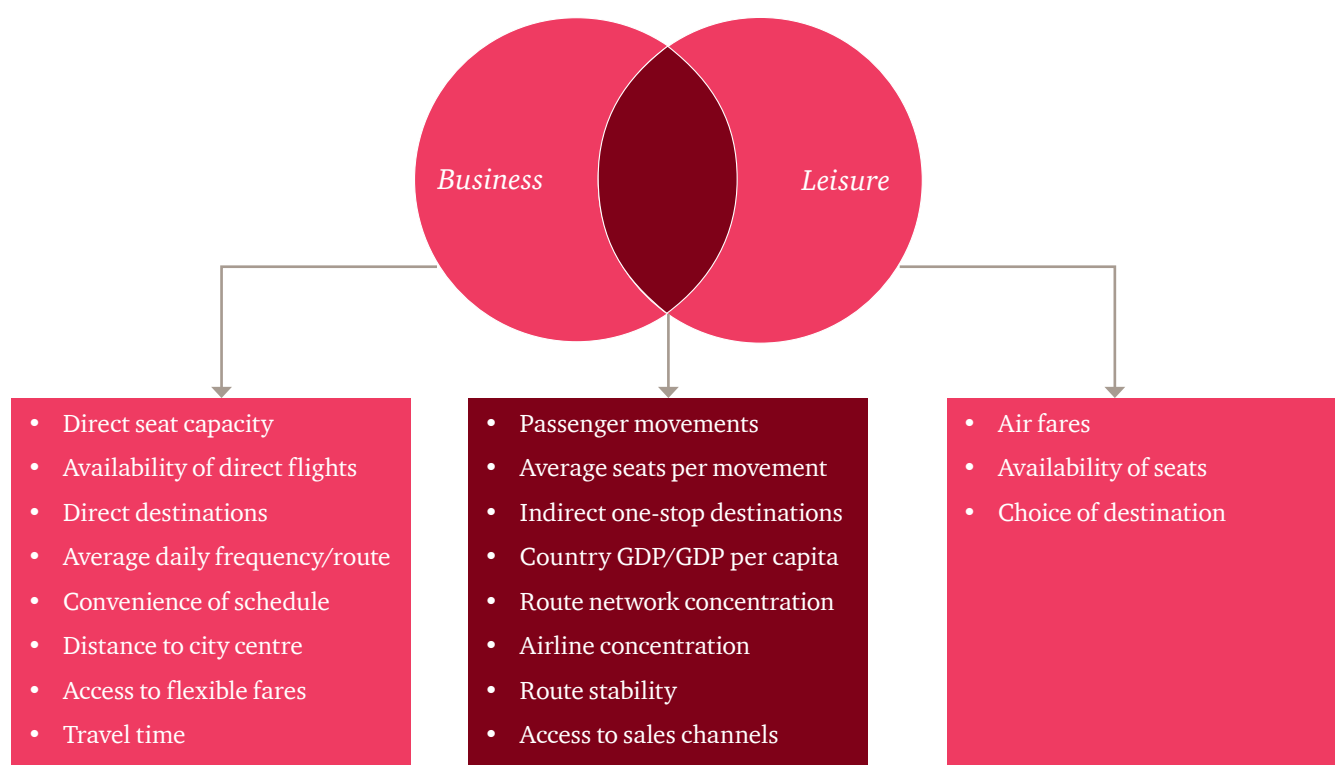 Business
Leisure
• Direct seat capacity
• Availability of direct flights
• Direct destinations
• Average daily frequency/route
• Convenience of schedule
• Distance to city centre
• Access to flexible fares
• Travel time
• Passenger movements
• Average seats per movement
• Indirect one-stop destinations
• Country GDP/GDP per capita
• Route network concentration
• Airline concentration
• Route stability
• Access to sales channels
• Air fares
• Availability of seats
• Choice of destination